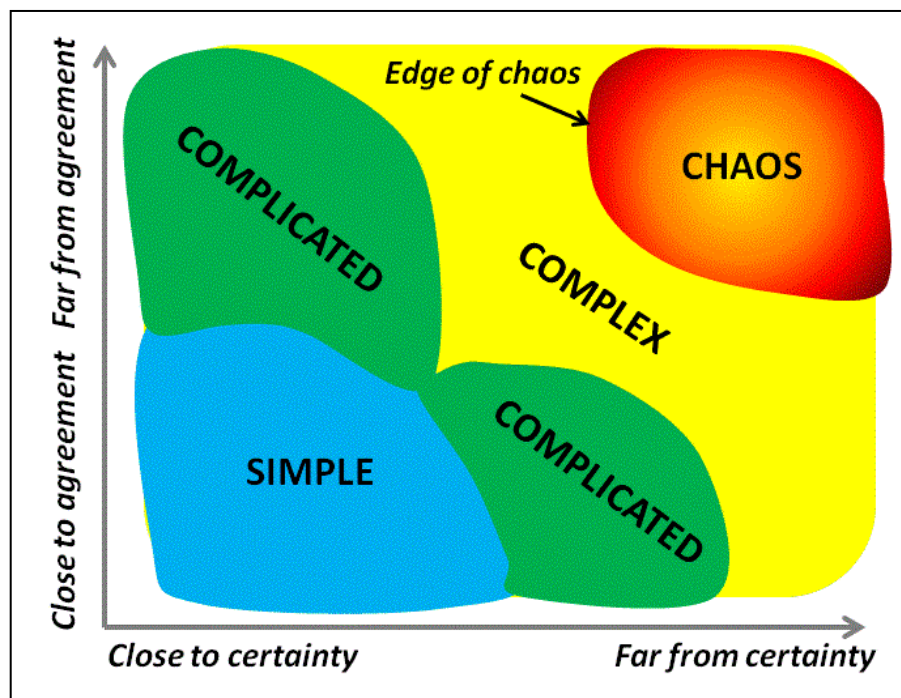 Far from agreement
Close to agreement
Edge of chaos
COMPLICATED
CHAOS
COMPLEX
SIMPLE
COMPLICATED
Close to certainty
Far from certainty